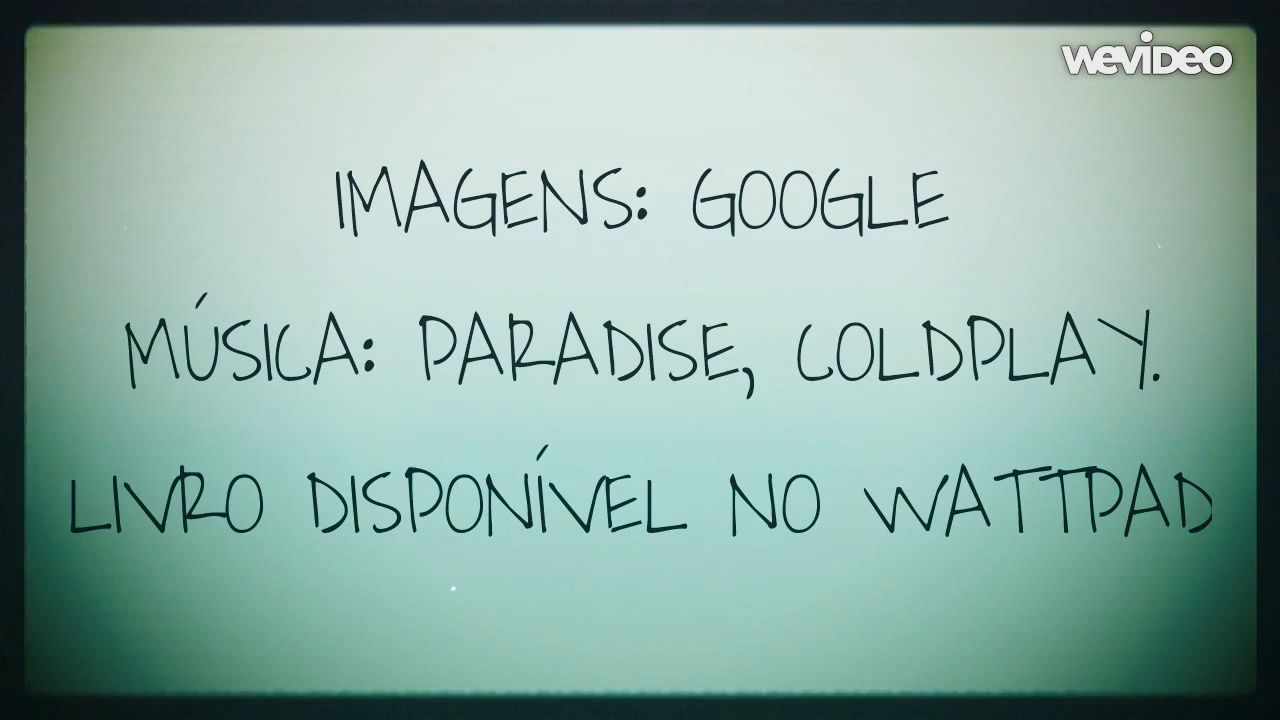 WEVIDEO
IMAGENS: GOOGLE
MÚSICA: PARADISE, COLDPLAY.
LIVRO DISPONÍVEL NO WATTPAD